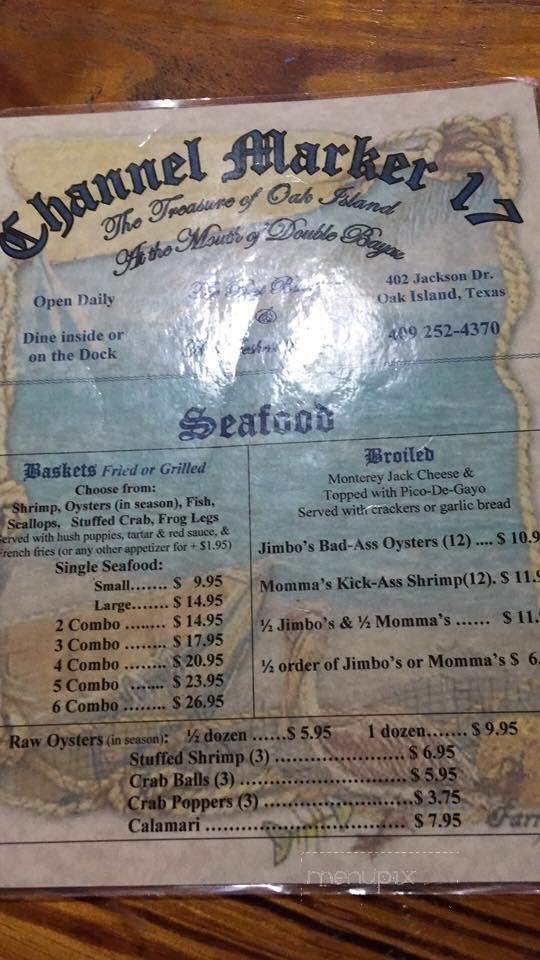 Channel Marker 17
The Treasure of Oak Island
At the Mouth of Double Bayou
Open Daily
402 Jackson Dr.
Oak Island, Texas
&
Dine inside or
on the Dock
409 252-4370
Seafood
Baskets Fried or Grilled
Choose from:
Shrimp, Oysters (in season), Fish,
Scallops, Stuffed Crab, Frog Legs
Served with hush puppies, tartar & red sauce, &
French fries (or any other appetizer for + $1.95)
Single Seafood:
Small....... $ 9.95
Large....... $ 14.95
2 Combo ........ $ 14.95
3 Combo ........ $ 17.95
4 Combo ........ $ 20.95
5 Combo ....... $ 23.95
6 Combo ........ $ 26.95
Broiled
Monterey Jack Cheese &
Topped with Pico-De-Gayo
Served with crackers or garlic bread
Jimbo's Bad-Ass Oysters (12) .... $ 10.9
Momma's Kick-Ass Shrimp(12). $ 11.9
½ Jimbo's & ½ Momma's ...... $ 11.
½ order of Jimbo's or Momma's $ 6.
Raw Oysters (in season): ½ dozen ......$ 5.95 1 dozen....... $ 9.95
Stuffed Shrimp (3) ....................... $ 6.95
Crab Balls (3) ............................... $ 5.95
Crab Poppers (3) ...........................$ 3.75
Calamari ..................................... $ 7.95
menupix